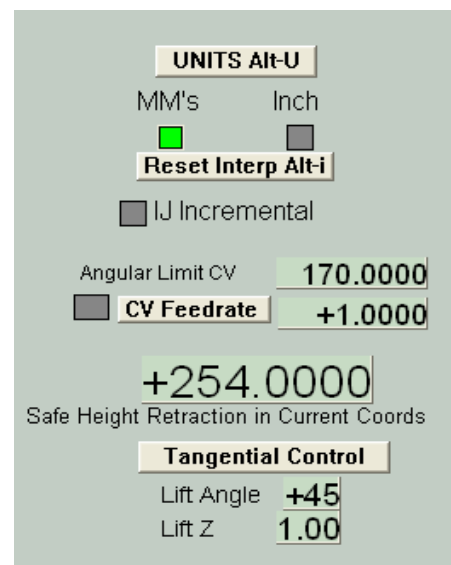 UNITS Alt-U
MM's Inch
Reset Interp Alt-i
IJ Incremental
Angular Limit CV 170.0000
CV Feedrate +1.0000
+254.0000
Safe Height Retraction in Current Coords
Tangential Control
Lift Angle +45
Lift Z 1.00